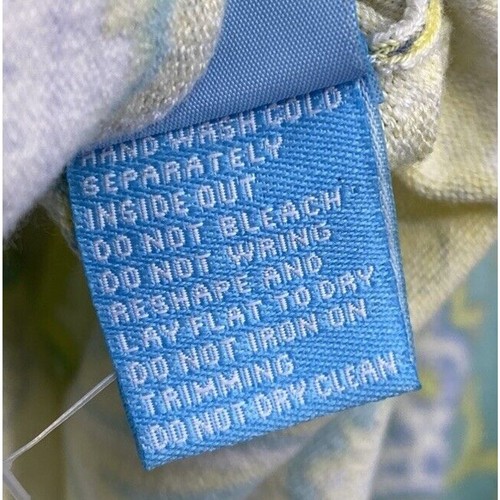 HAND WASH COLD
SEPARATELY
INSIDE OUT
DO NOT BLEACH
DO NOT WRING
RESHAPE AND
LAY FLAT TO DRY
DO NOT IRON ON
TRIMMING
DO NOT DRY CLEAN